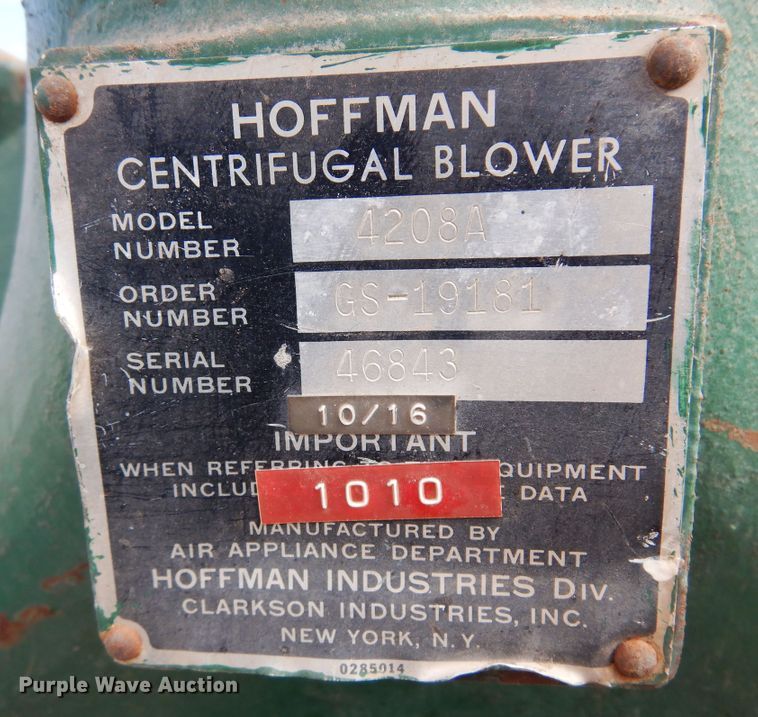 HOFFMAN
CENTRIFUGAL BLOWER
MODEL NUMBER 4208A
ORDER NUMBER GS-19181
SERIAL NUMBER 46843
10/16
IMPORTANT
WHEN REFERRING TO EQUIPMENT
INCLUDE DATA
1010
MANUFACTURED BY
AIR APPLIANCE DEPARTMENT
HOFFMAN INDUSTRIES DIV.
CLARKSON INDUSTRIES, INC.
NEW YORK, N.Y.
0285014
Purple Wave Auction